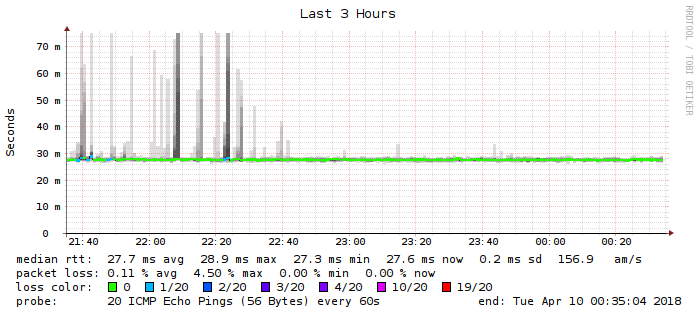 Last 3 Hours
RRDTOOL / TOBI OETIKER
Seconds
70 m
60 m
50 m
40 m
30 m
20 m
10 m
0
21:40 22:00 22:20 22:40 23:00 23:20 23:40 00:00 00:20
median rtt: 27.7 ms avg 28.9 ms max 27.3 ms min 27.6 ms now 0.2 ms sd 156.9 am/s
packet loss: 0.11 % avg 4.50 % max 0.00 % min 0.00 % now
loss color: 0 1/20 2/20 3/20 4/20 10/20 19/20
probe: 20 ICMP Echo Pings (56 Bytes) every 60s end: Tue Apr 10 00:35:04 2018